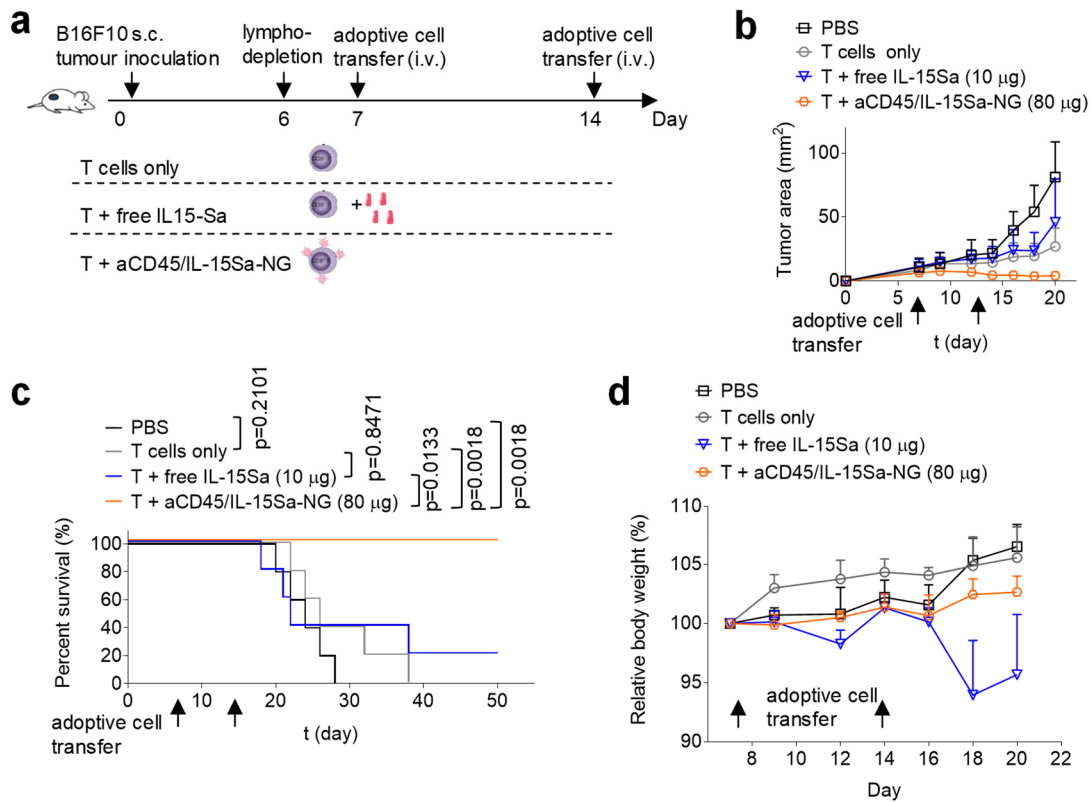 a
B16F10 s.c.
tumour inoculation
lympho-
depletion
adoptive cell
transfer (i.v.)
adoptive cell
transfer (i.v.)
0
6
7
14
Day
T cells only
T + free IL15-Sa
+
T + aCD45/IL-15Sa-NG
b
PBS
T cells only
T + free IL-15Sa (10 μg)
T + aCD45/IL-15Sa-NG (80 μg)
Tumor area (mm²)
100
50
0
0
5
10
15
20
adoptive cell
transfer
t (day)
c
PBS
T cells only
T + free IL-15Sa (10 μg)
T + aCD45/IL-15Sa-NG (80 μg)
p=0.2101
p=0.8471
p=0.0133
p=0.0018
p=0.0018
Percent survival (%)
100
80
60
40
20
0
0
10
20
30
40
50
adoptive cell
transfer
t (day)
d
PBS
T cells only
T + free IL-15Sa (10 μg)
T + aCD45/IL-15Sa-NG (80 μg)
Relative body weight (%)
110
105
100
95
90
adoptive cell
transfer
8
10
12
14
16
18
20
22
Day